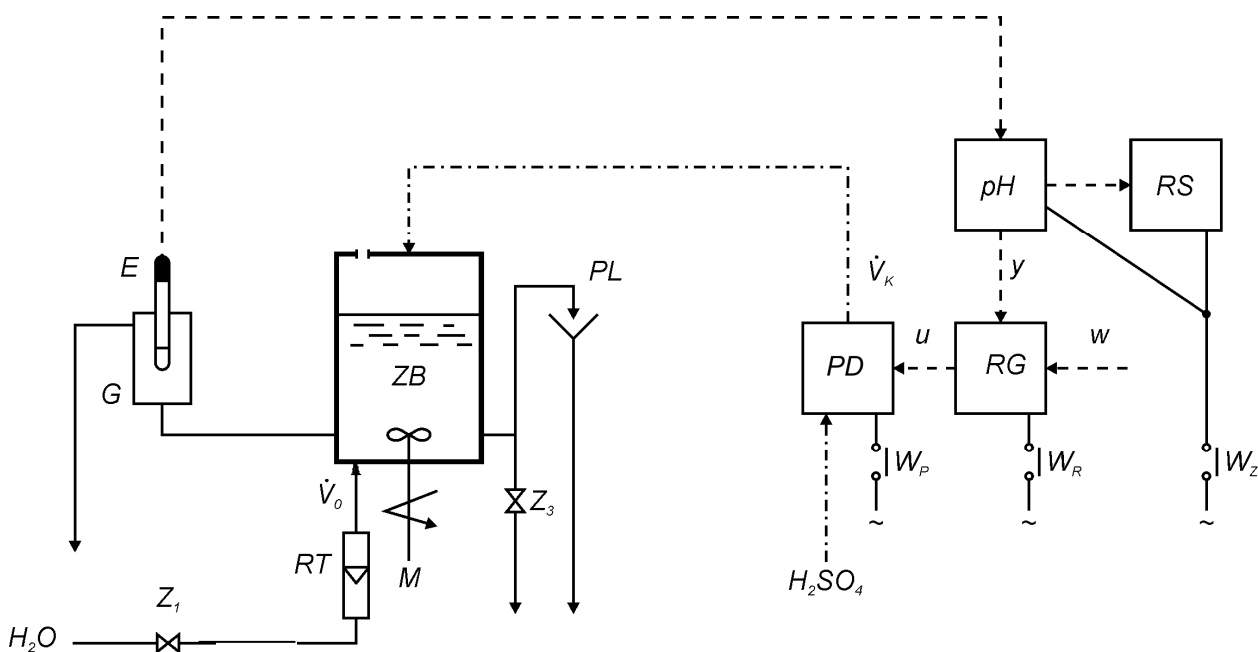 pH
RS
E
PL
V̇K
y
G
ZB
PD
u
RG
w
V̇0
Z3
WP
WR
WZ
~
~
~
RT
M
H2SO4
Z1
H2O